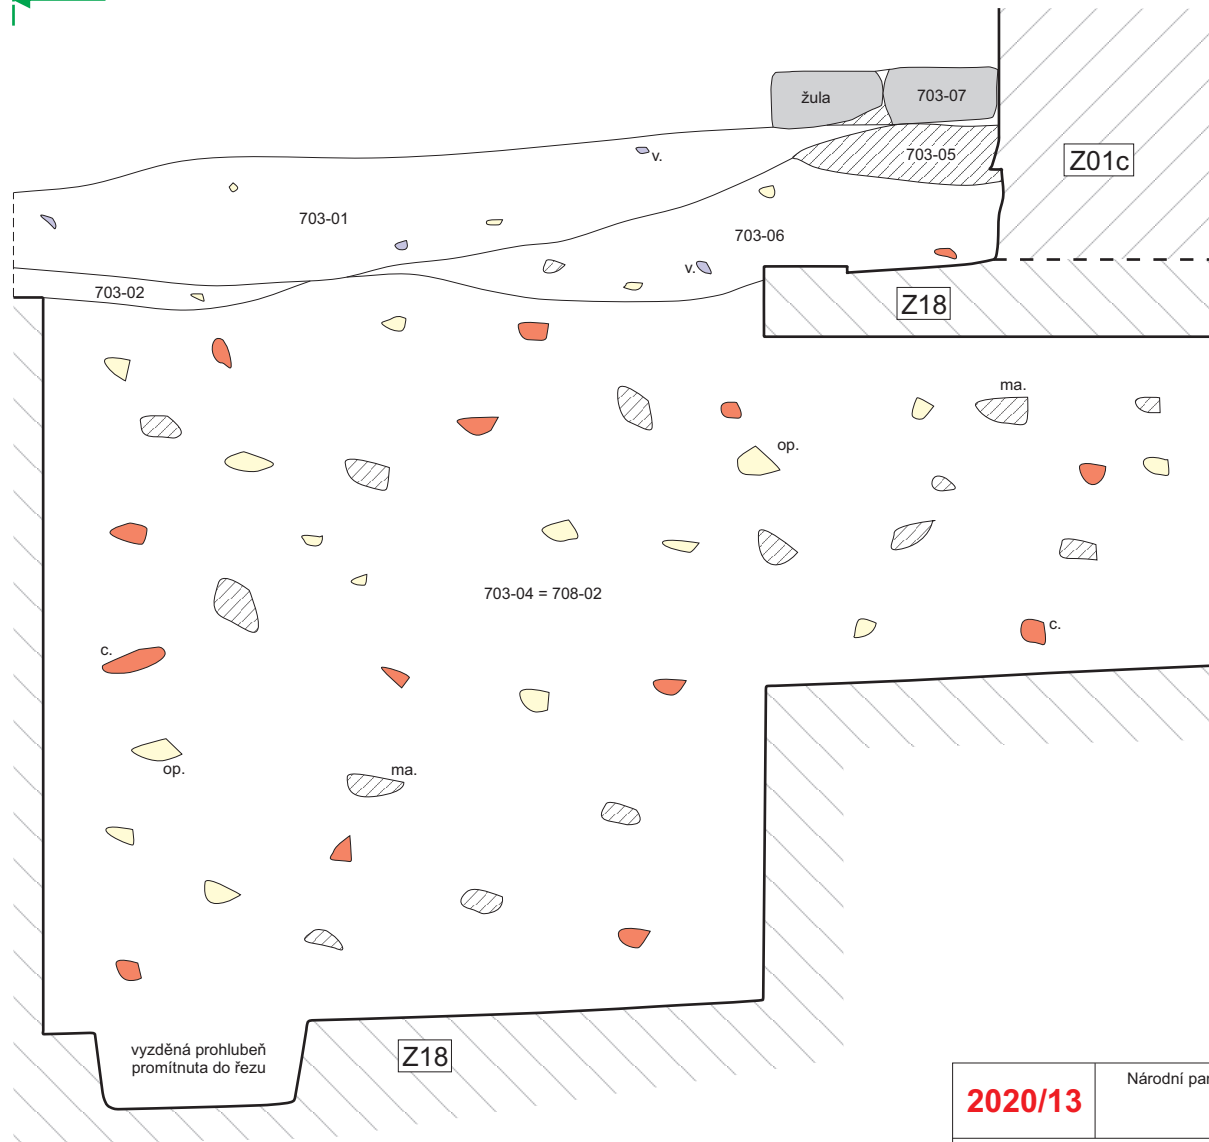 žula
703-07
v.
703-05
Z01c
703-01
703-06
v.
703-02
Z18
ma.
op.
703-04 = 708-02
c.
c.
op.
ma.
vyzděná prohlubeň
promítnuta do řezu
Z18
2020/13
Národní